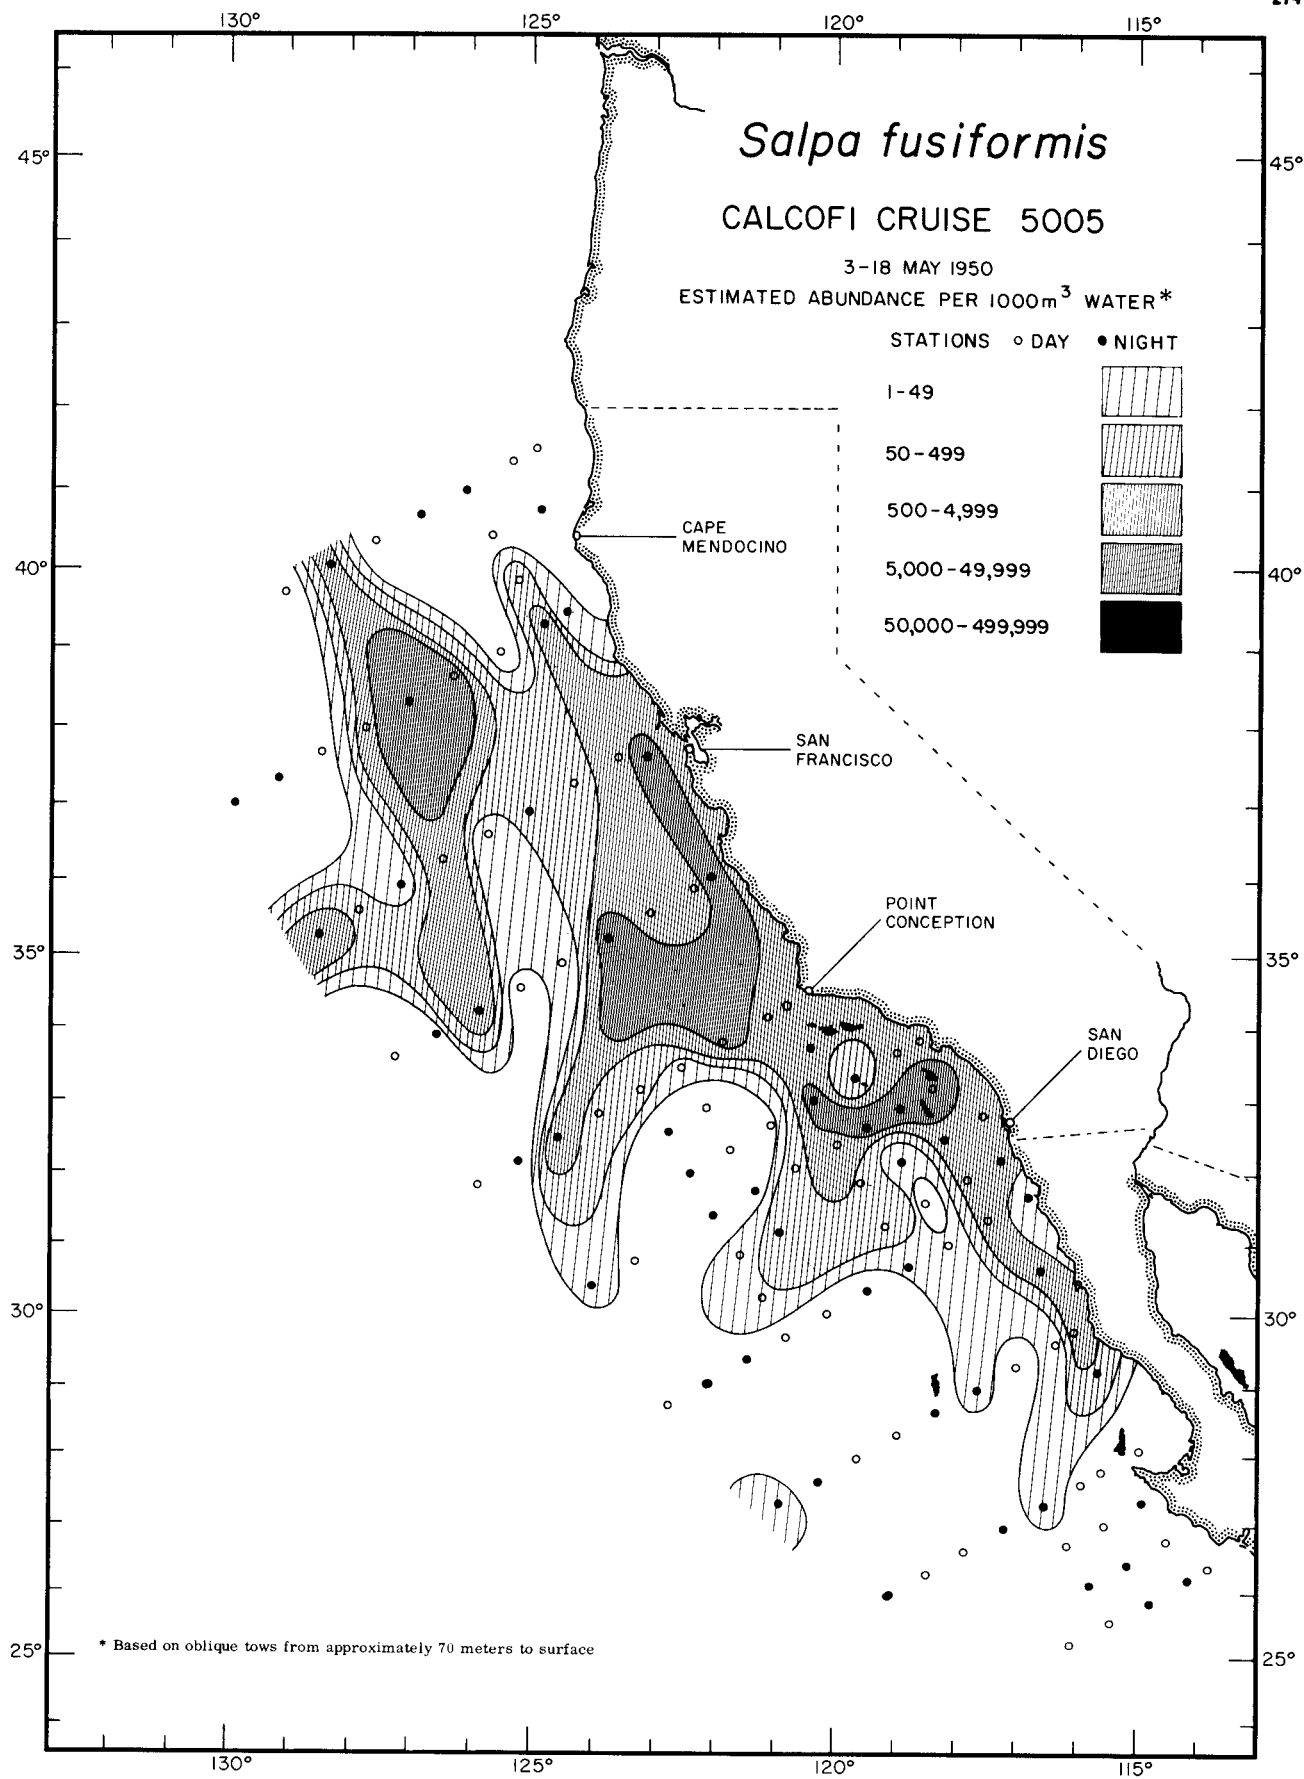 130° 125° 120° 115°
Salpa fusiformis
CALCOFI CRUISE 5005
3-18 MAY 1950
ESTIMATED ABUNDANCE PER 1000m³ WATER*
STATIONS ○ DAY ● NIGHT
1-49
50-499
500-4,999
5,000-49,999
50,000-499,999
45° 45°
CAPE
MENDOCINO
40° 40°
SAN
FRANCISCO
POINT
CONCEPTION
35° 35°
SAN
DIEGO
30° 30°
* Based on oblique tows from approximately 70 meters to surface
25° 25°
130° 125° 120° 115°